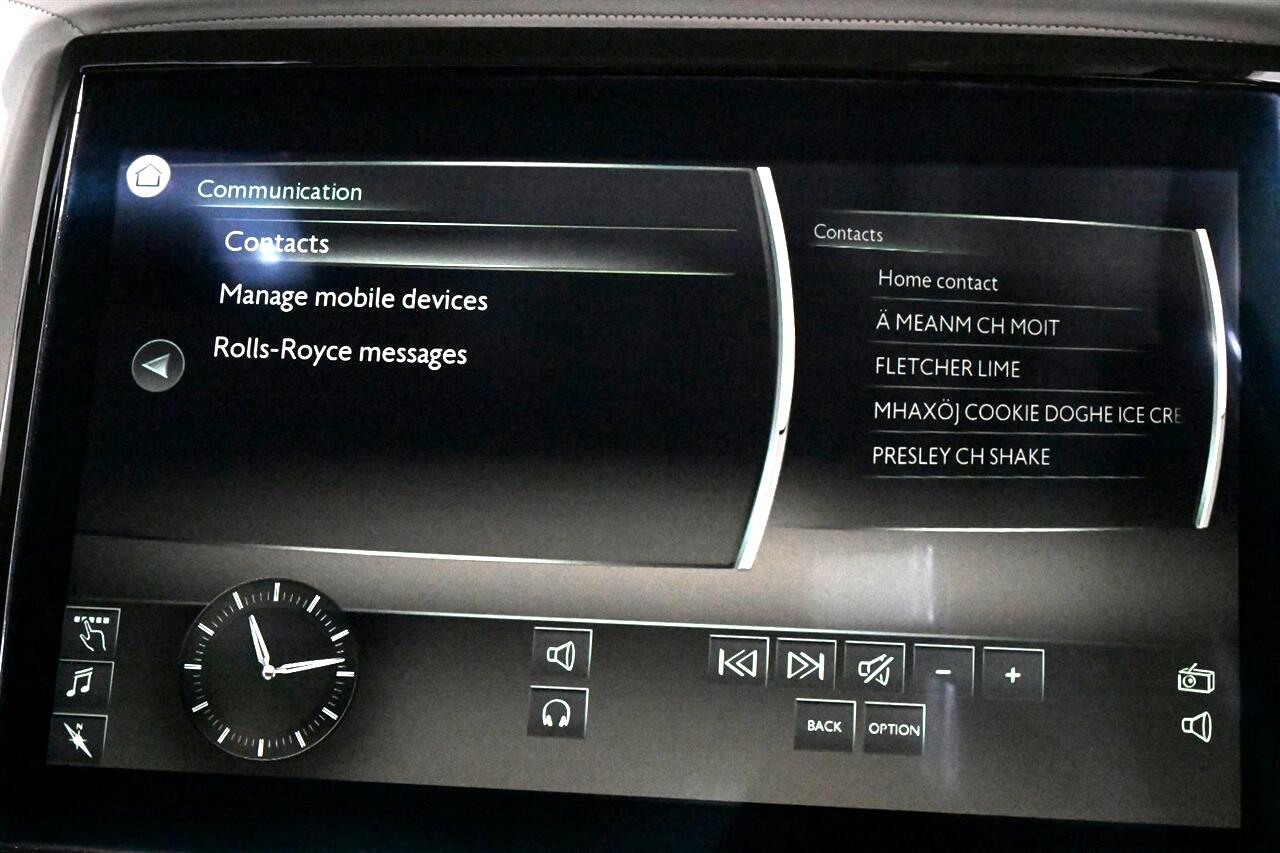 Communication
Contacts
Manage mobile devices
Rolls-Royce messages
Contacts
Home contact
Ä MEANM CH MOIT
FLETCHER LIME
MHAXÖJ COOKIE DOGHE ICE CRE
PRESLEY CH SHAKE
N
- +
BACK OPTION